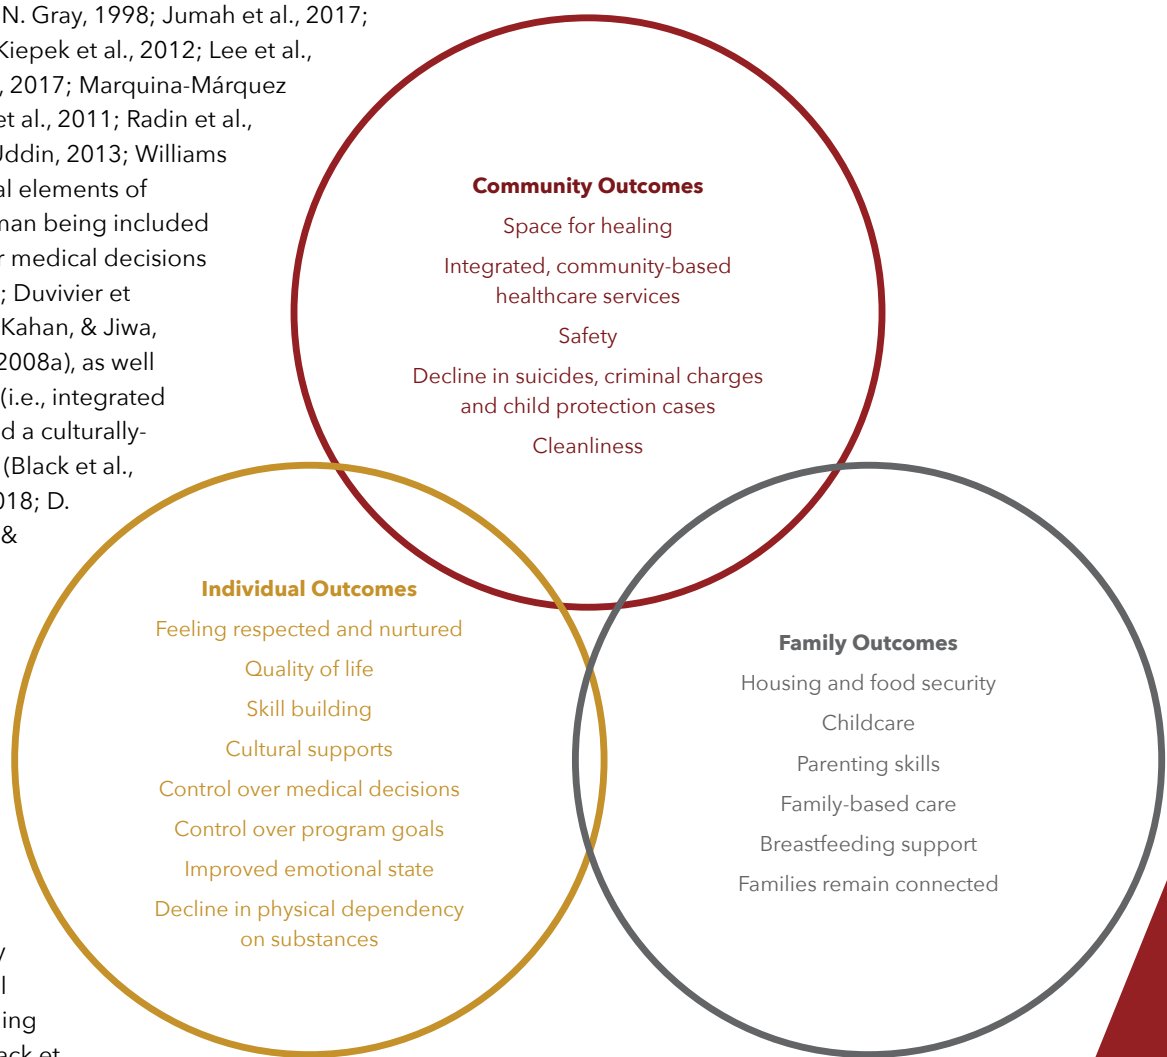 N. Gray, 1998; Jumah et al., 2017;
Kiepek et al., 2012; Lee et al.,
, 2017; Marquina-Márquez
et al., 2011; Radin et al.,
Uddin, 2013; Williams
al elements of
man being included
r medical decisions
; Duvivier et
Kahan, & Jiwa,
2008a), as well
(i.e., integrated
d a culturally-
(Black et al.,
018; D.
&
y
l
ing
ack et
Community Outcomes
Space for healing
Integrated, community-based
healthcare services
Safety
Decline in suicides, criminal charges
and child protection cases
Cleanliness
Individual Outcomes
Feeling respected and nurtured
Quality of life
Skill building
Cultural supports
Control over medical decisions
Control over program goals
Improved emotional state
Decline in physical dependency
on substances
Family Outcomes
Housing and food security
Childcare
Parenting skills
Family-based care
Breastfeeding support
Families remain connected